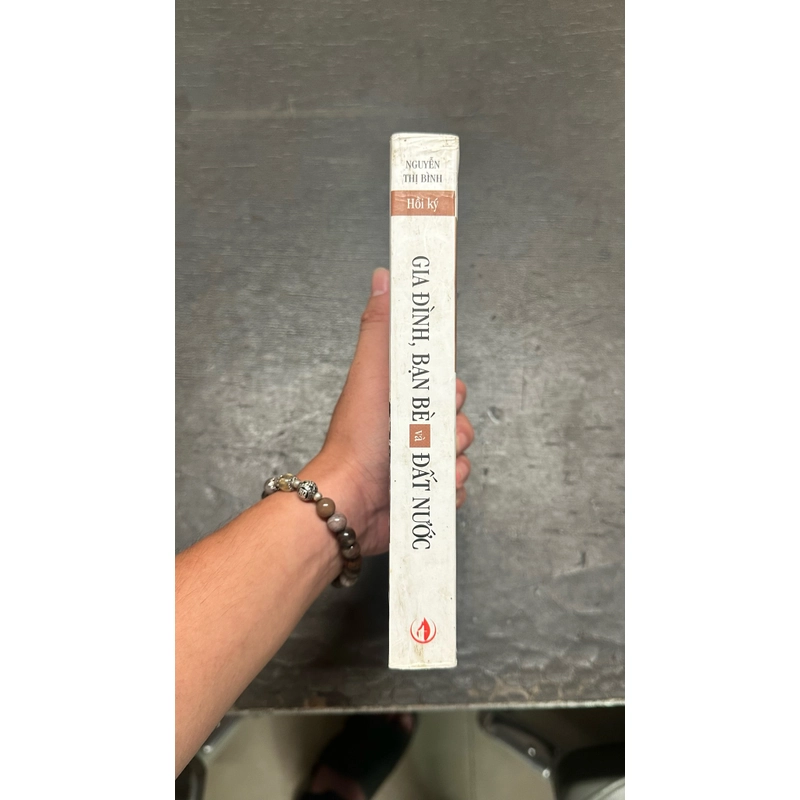 NGUYỄN
THỊ BÌNH
Hồi ký
GIA ĐÌNH, BẠN BÈ và ĐẤT NƯỚC